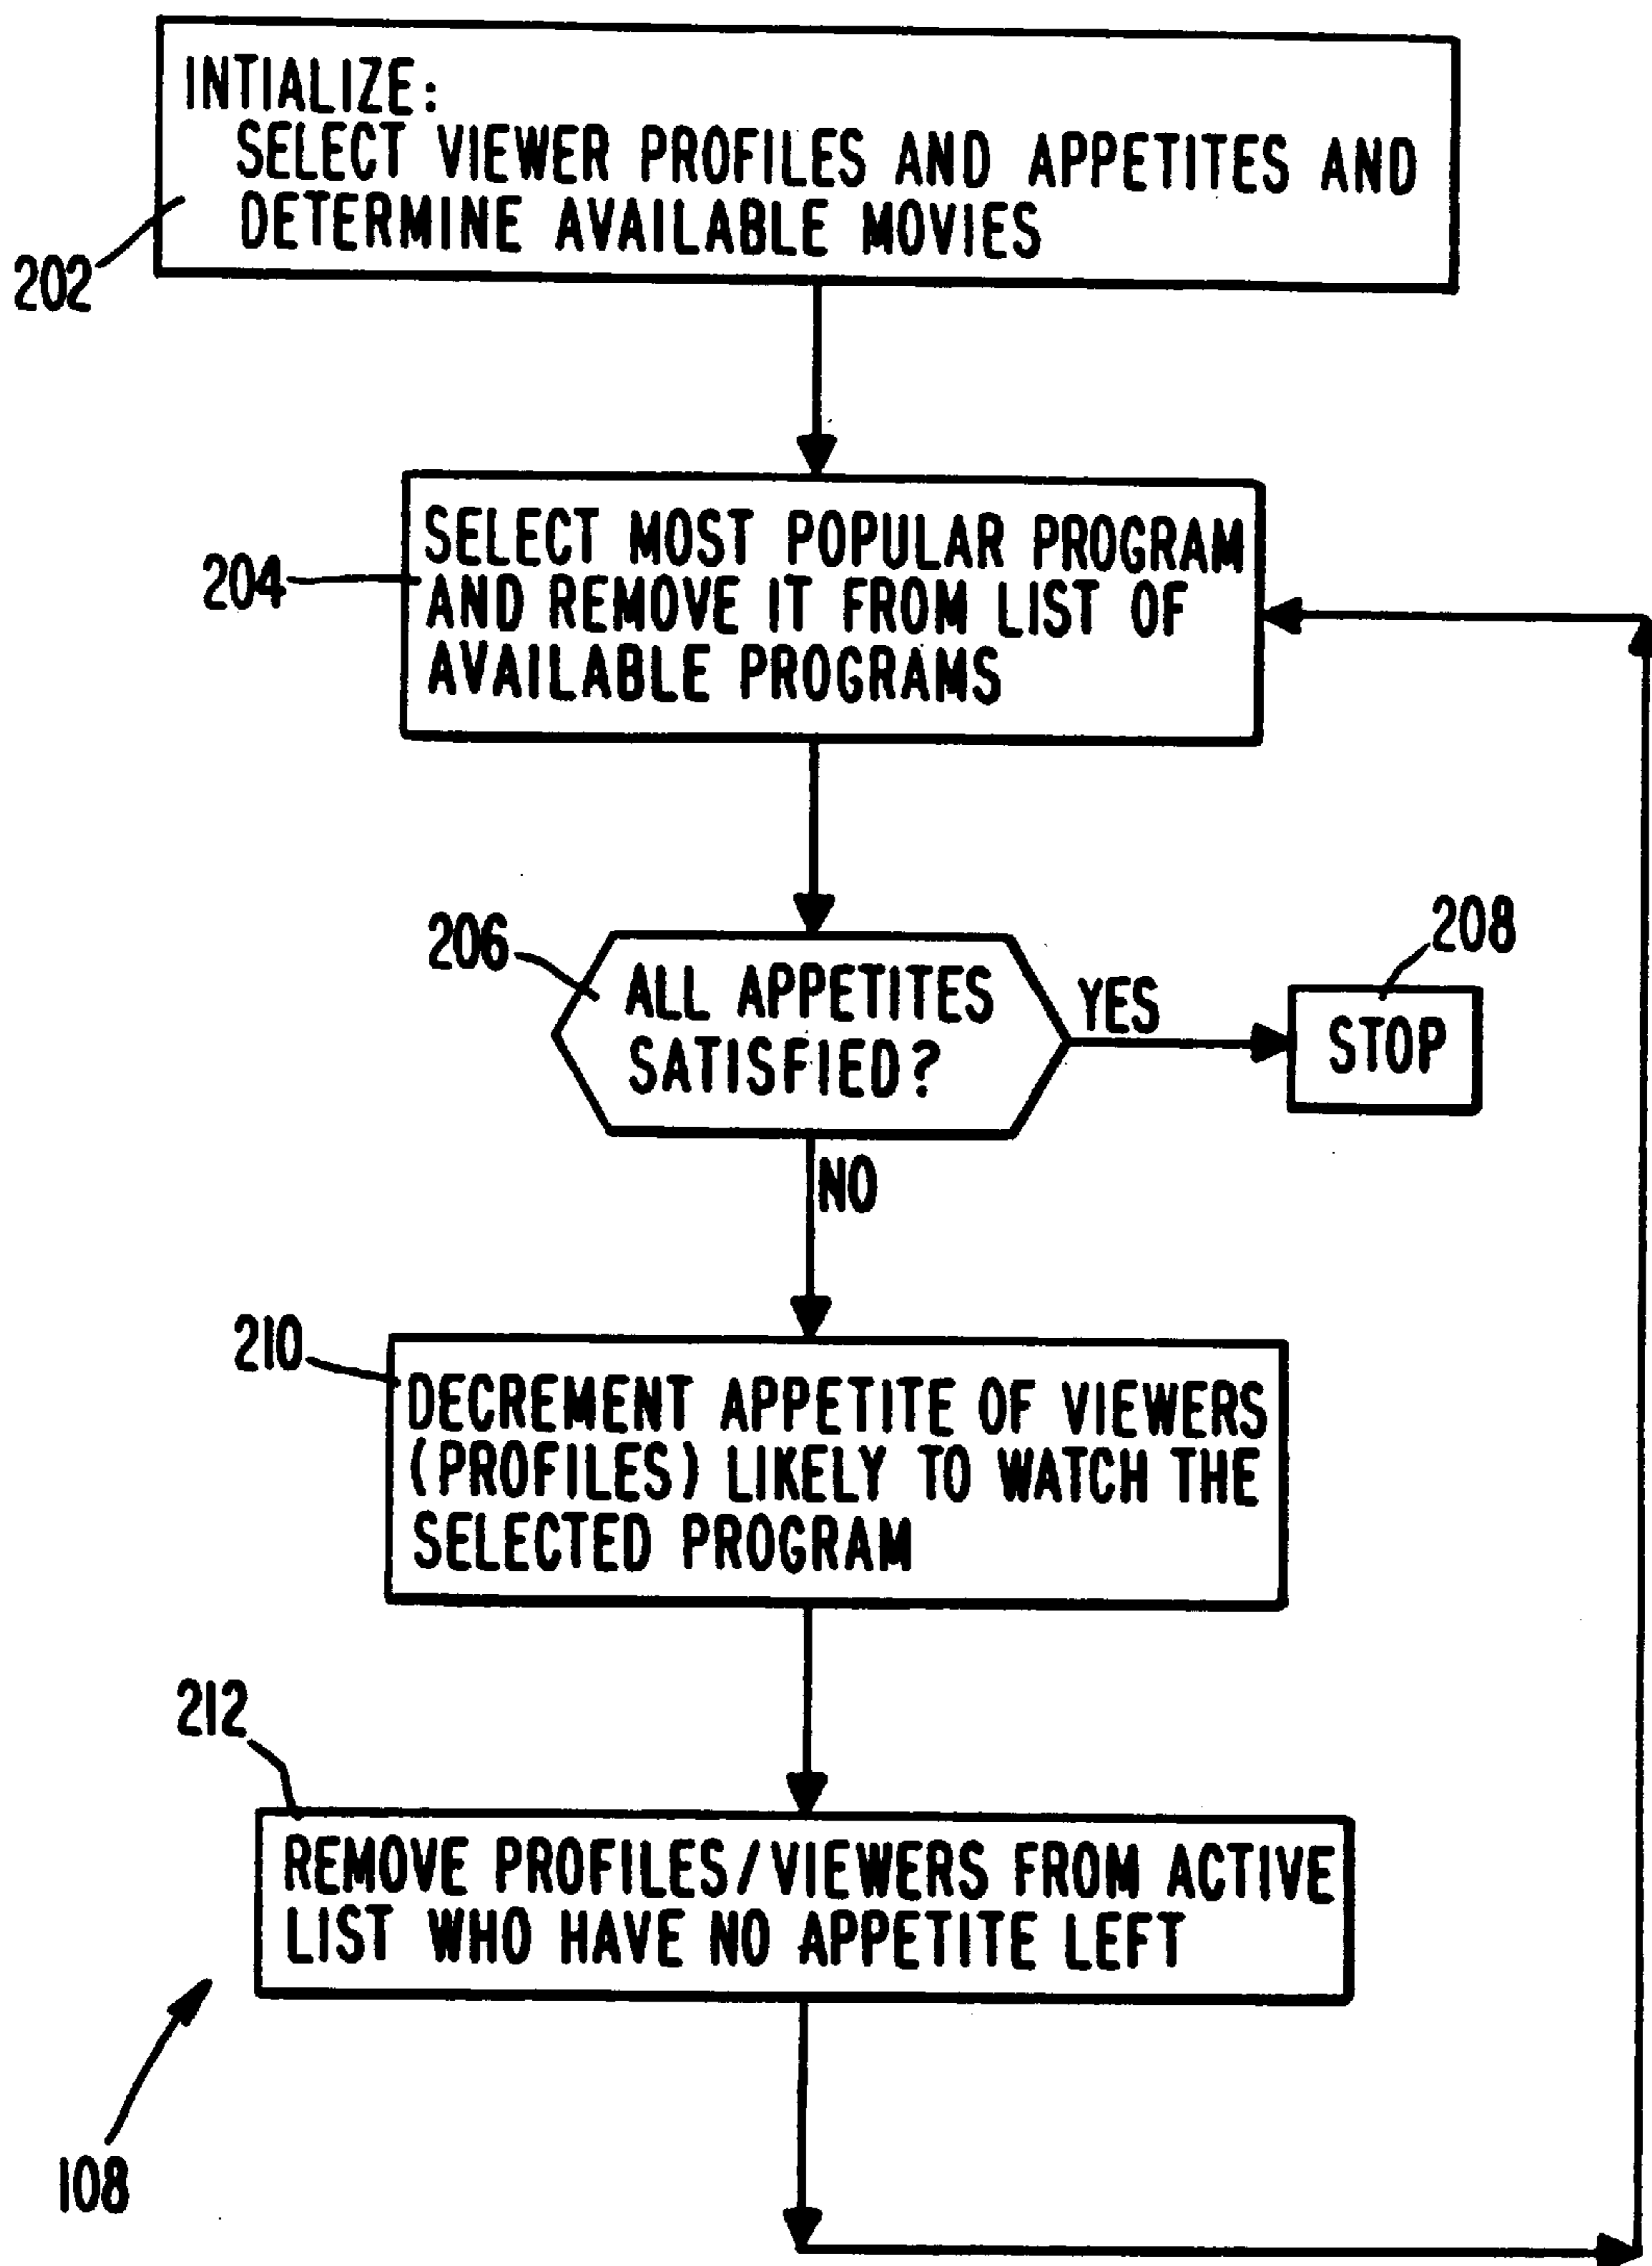 INTIALIZE:
SELECT VIEWER PROFILES AND APPETITES AND
DETERMINE AVAILABLE MOVIES
202
SELECT MOST POPULAR PROGRAM
AND REMOVE IT FROM LIST OF
AVAILABLE PROGRAMS
204
206
ALL APPETITES
SATISFIED?
YES
208
STOP
NO
210
DECREMENT APPETITE OF VIEWERS
(PROFILES) LIKELY TO WATCH THE
SELECTED PROGRAM
212
REMOVE PROFILES/VIEWERS FROM ACTIVE
LIST WHO HAVE NO APPETITE LEFT
108